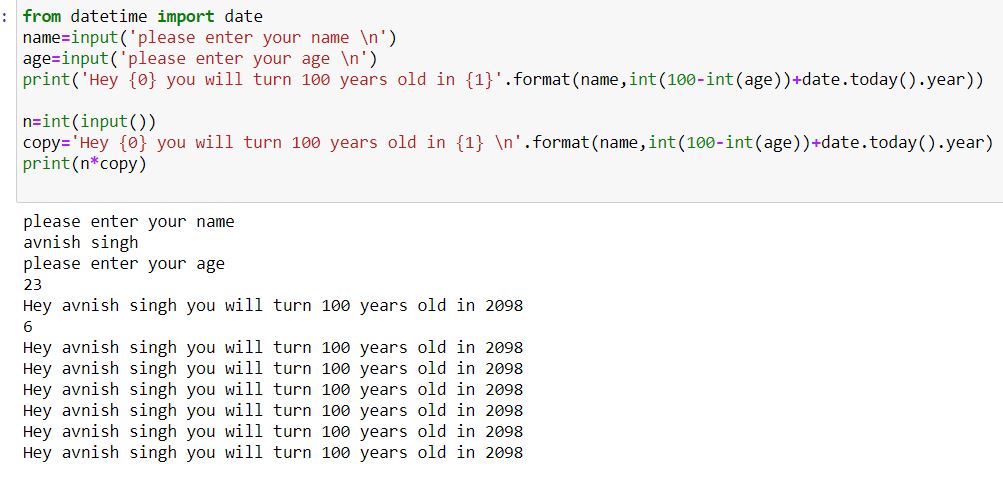 :
from datetime import date
name=input('please enter your name \n')
age=input('please enter your age \n')
print('Hey {0} you will turn 100 years old in {1}'.format(name,int(100-int(age))+date.today().year))
n=int(input())
copy='Hey {0} you will turn 100 years old in {1} \n'.format(name,int(100-int(age))+date.today().year)
print(n*copy)
please enter your name
avnish singh
please enter your age
23
Hey avnish singh you will turn 100 years old in 2098
6
Hey avnish singh you will turn 100 years old in 2098
Hey avnish singh you will turn 100 years old in 2098
Hey avnish singh you will turn 100 years old in 2098
Hey avnish singh you will turn 100 years old in 2098
Hey avnish singh you will turn 100 years old in 2098
Hey avnish singh you will turn 100 years old in 2098